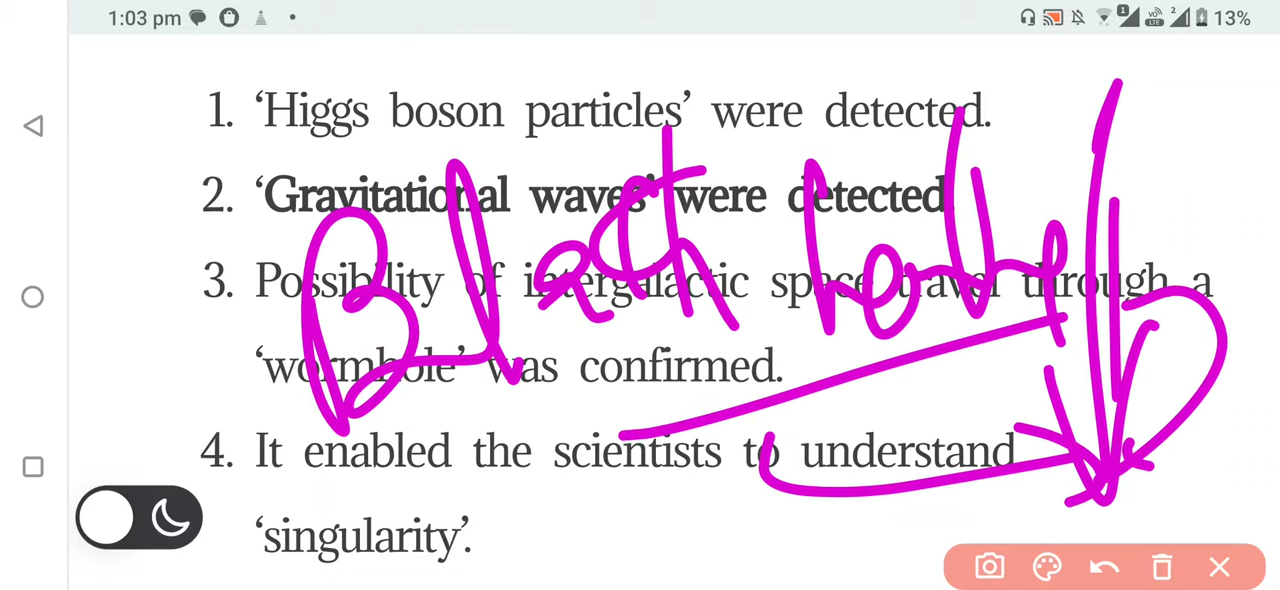 1:03 pm 13%
1. ‘Higgs boson particles’ were detected.
2. ‘Gravitational waves’ were detected
3. Possibility of intergalactic space travel through a
‘wormhole’ was confirmed.
4. It enabled the scientists to understand
‘singularity’.
Black